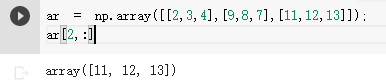 ar = np.array([[2,3,4],[9,8,7],[11,12,13]]);
ar[2,:]
array([11, 12, 13])